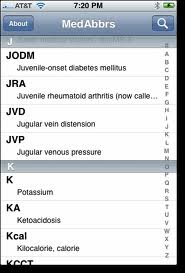 AT&T 7:20 PM
About MedAbbrs
J
JODM
Juvenile-onset diabetes mellitus
JRA
Juvenile rheumatoid arthritis (now calle...
JVD
Jugular vein distension
JVP
Jugular venous pressure
K
K
Potassium
KA
Ketoacidosis
Kcal
Kilocalorie, calorie
KCCT
A
B
C
D
E
F
G
H
I
J
K
L
M
N
O
P
Q
R
S
T
U
V
W
X
Y
Z